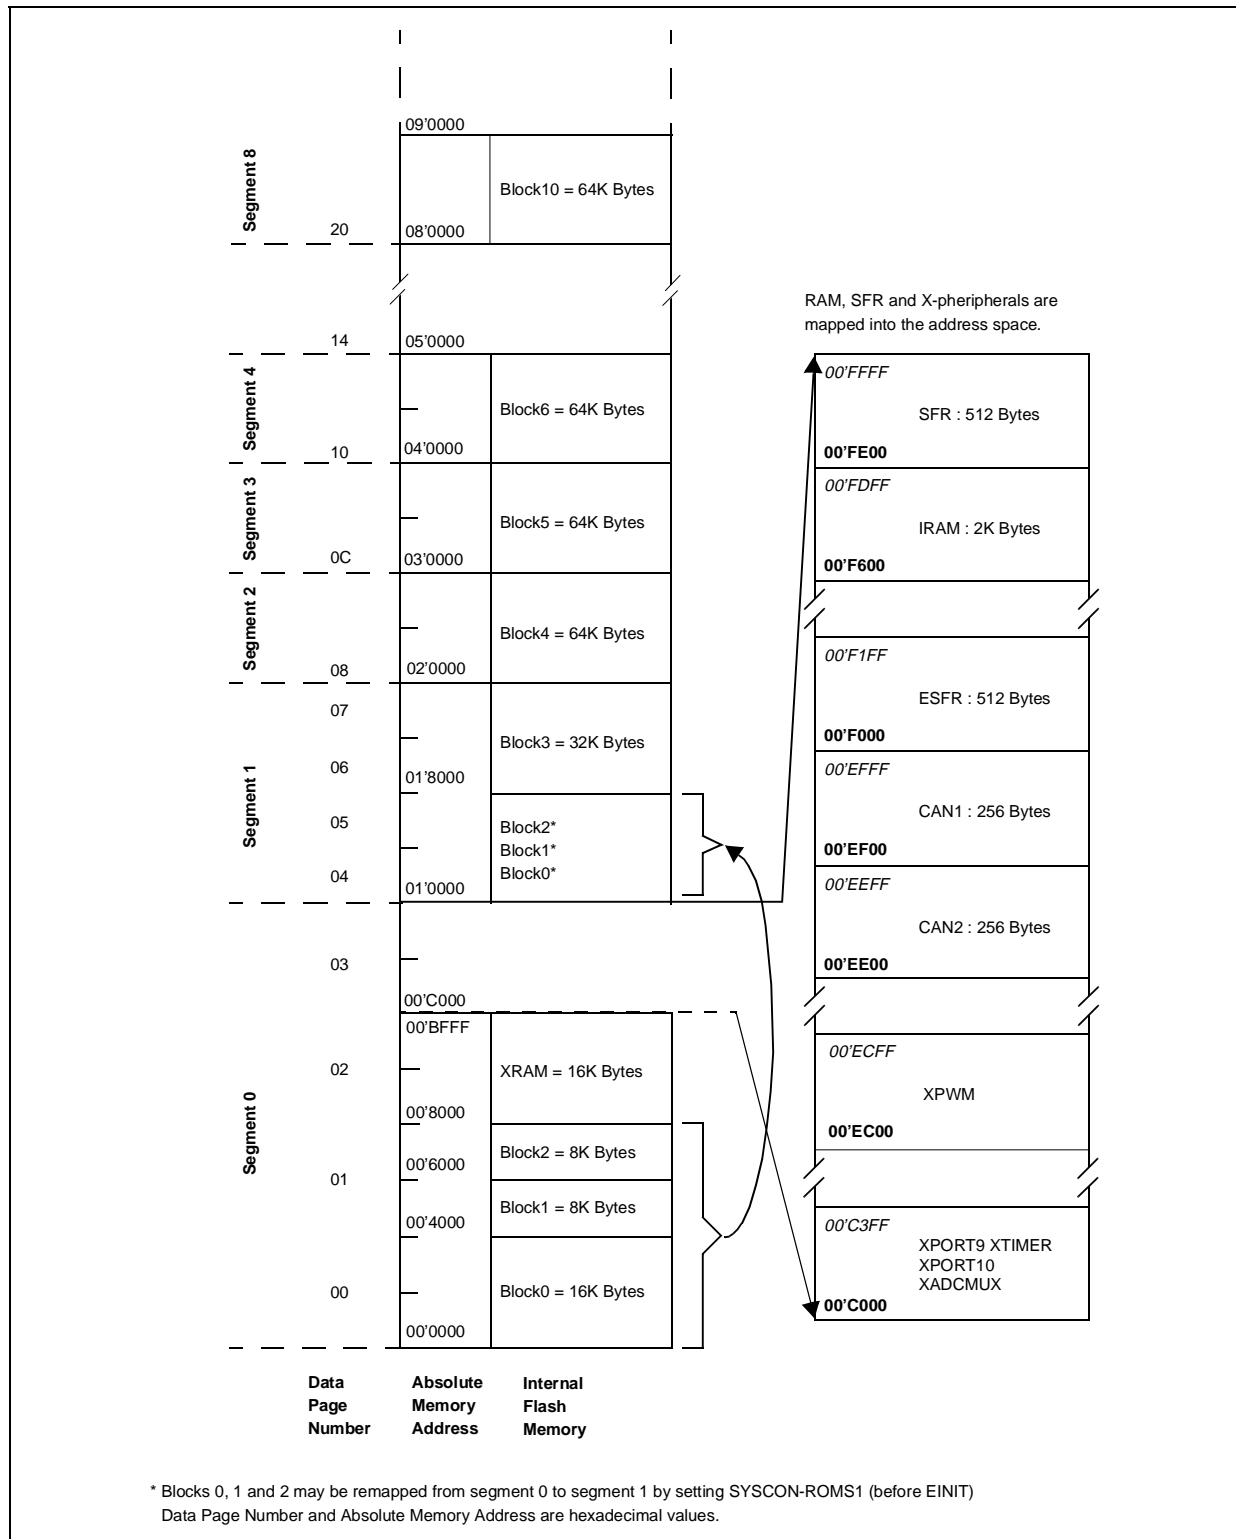 09'0000
Segment 8
Block10 = 64K Bytes
20
08'0000
RAM, SFR and X-pheripherals are
mapped into the address space.
14
05'0000
Segment 4
Block6 = 64K Bytes
10
04'0000
Segment 3
Block5 = 64K Bytes
0C
03'0000
Segment 2
Block4 = 64K Bytes
08
02'0000
07
Segment 1
Block3 = 32K Bytes
06
01'8000
05
Block2*
Block1*
Block0*
04
01'0000
03
00'C000
00'BFFF
Segment 0
02
XRAM = 16K Bytes
00'8000
Block2 = 8K Bytes
00'6000
01
Block1 = 8K Bytes
00'4000
00
Block0 = 16K Bytes
00'0000
00'FFFF
SFR : 512 Bytes
00'FE00
00'FDFF
IRAM : 2K Bytes
00'F600
00'F1FF
ESFR : 512 Bytes
00'F000
00'EFFF
CAN1 : 256 Bytes
00'EF00
00'EEFF
CAN2 : 256 Bytes
00'EE00
00'ECFF
XPWM
00'EC00
00'C3FF
XPORT9 XTIMER
XPORT10
XADCMUX
00'C000
Data
Page
Number
Absolute
Memory
Address
Internal
Flash
Memory
* Blocks 0, 1 and 2 may be remapped from segment 0 to segment 1 by setting SYSCON-ROMS1 (before EINIT)
Data Page Number and Absolute Memory Address are hexadecimal values.